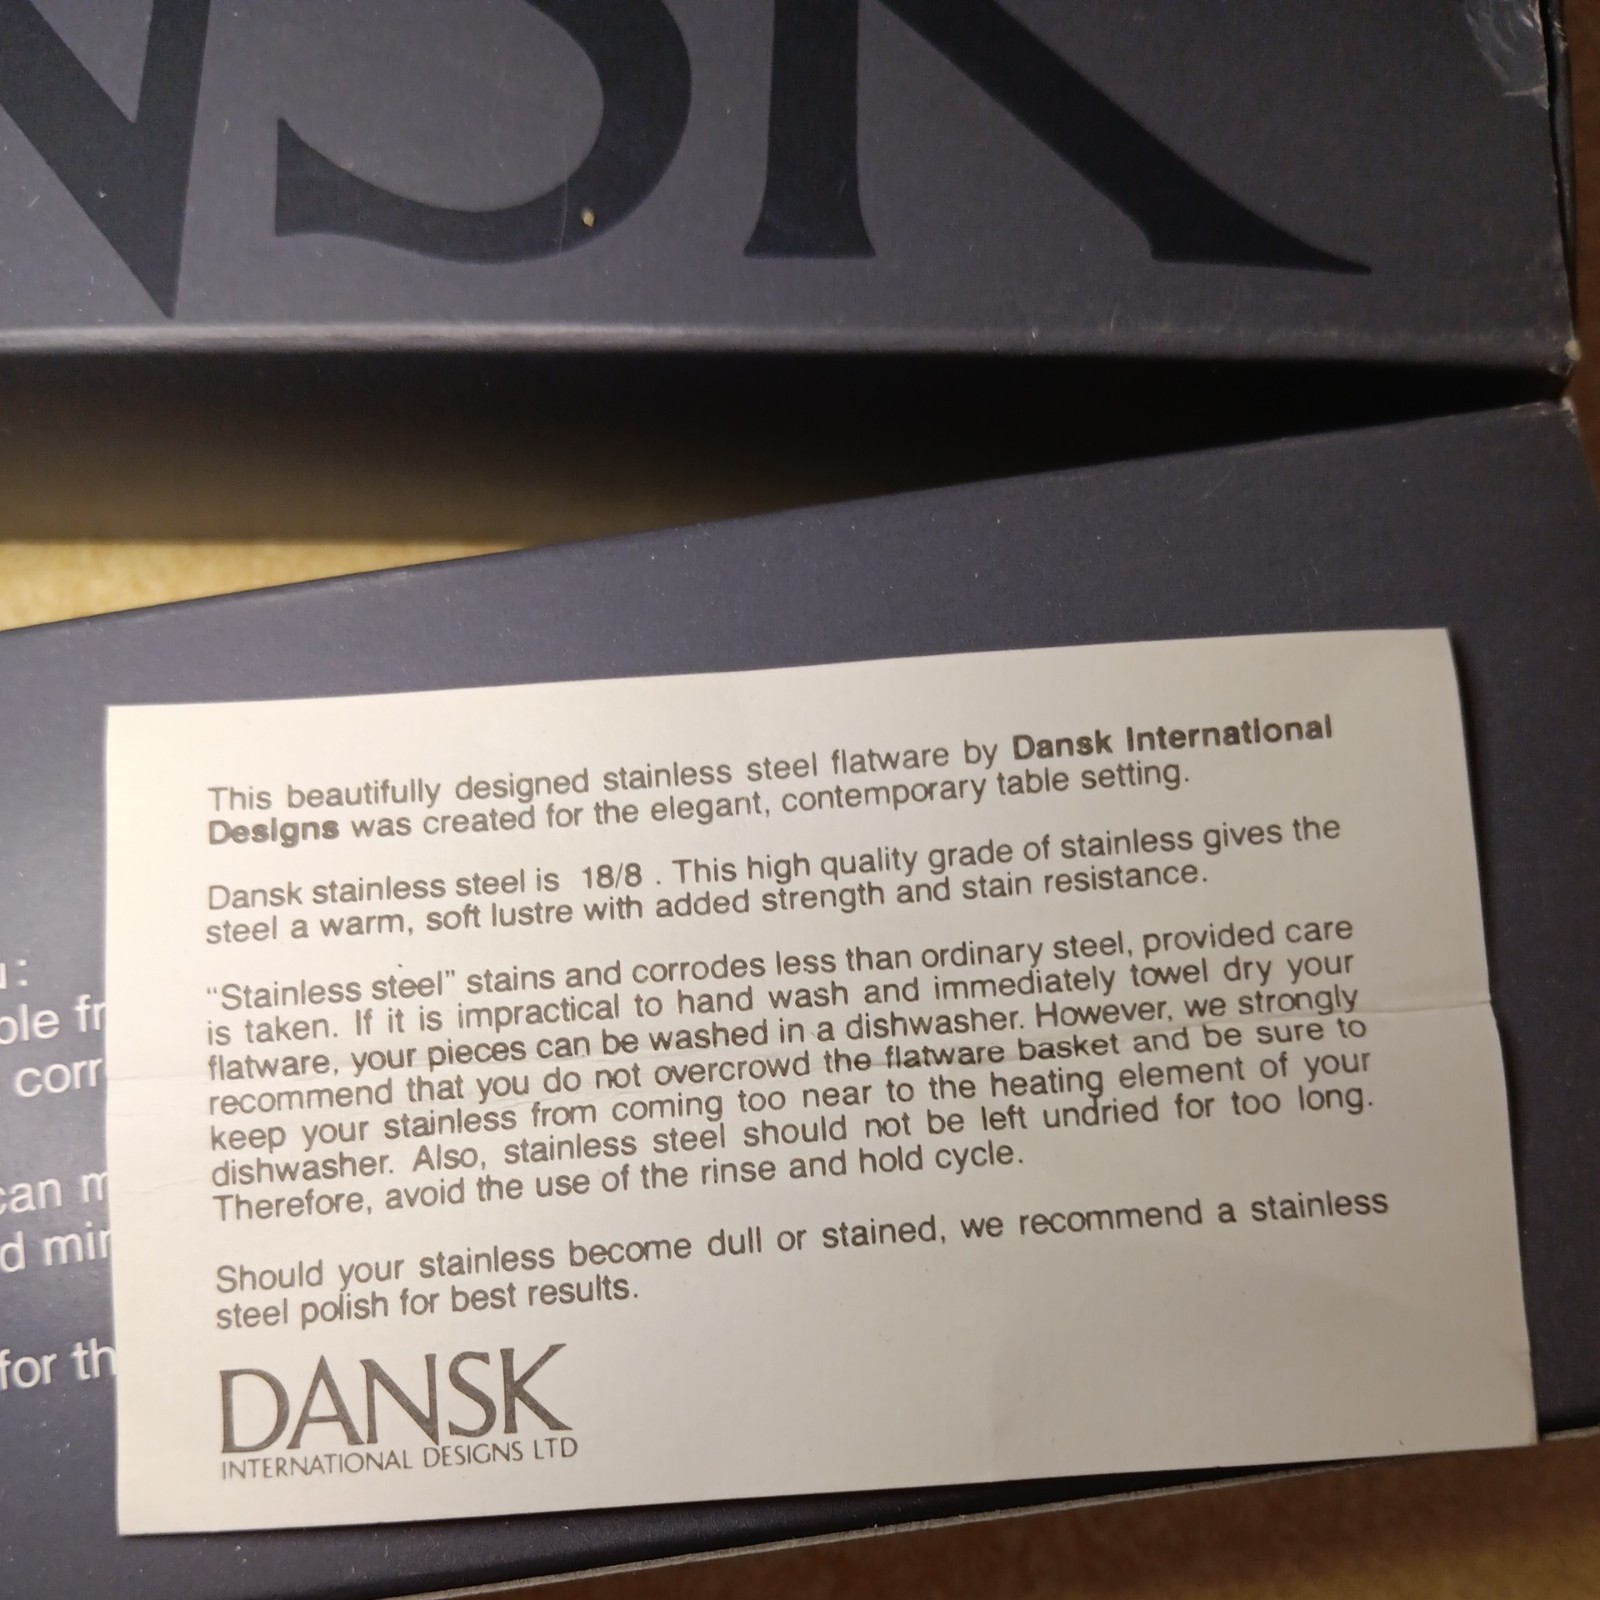 NSK
This beautifully designed stainless steel flatware by Dansk International
Designs was created for the elegant, contemporary table setting.
Dansk stainless steel is 18/8 . This high quality grade of stainless gives the
steel a warm, soft lustre with added strength and stain resistance.
“Stainless steel” stains and corrodes less than ordinary steel, provided care
is taken. If it is impractical to hand wash and immediately towel dry your
flatware, your pieces can be washed in a dishwasher. However, we strongly
recommend that you do not overcrowd the flatware basket and be sure to
keep your stainless from coming too near to the heating element of your
dishwasher. Also, stainless steel should not be left undried for too long.
Therefore, avoid the use of the rinse and hold cycle.
Should your stainless become dull or stained, we recommend a stainless
steel polish for best results.
DANSK
INTERNATIONAL DESIGNS LTD
ble fr
corr
can m
d mir
for th